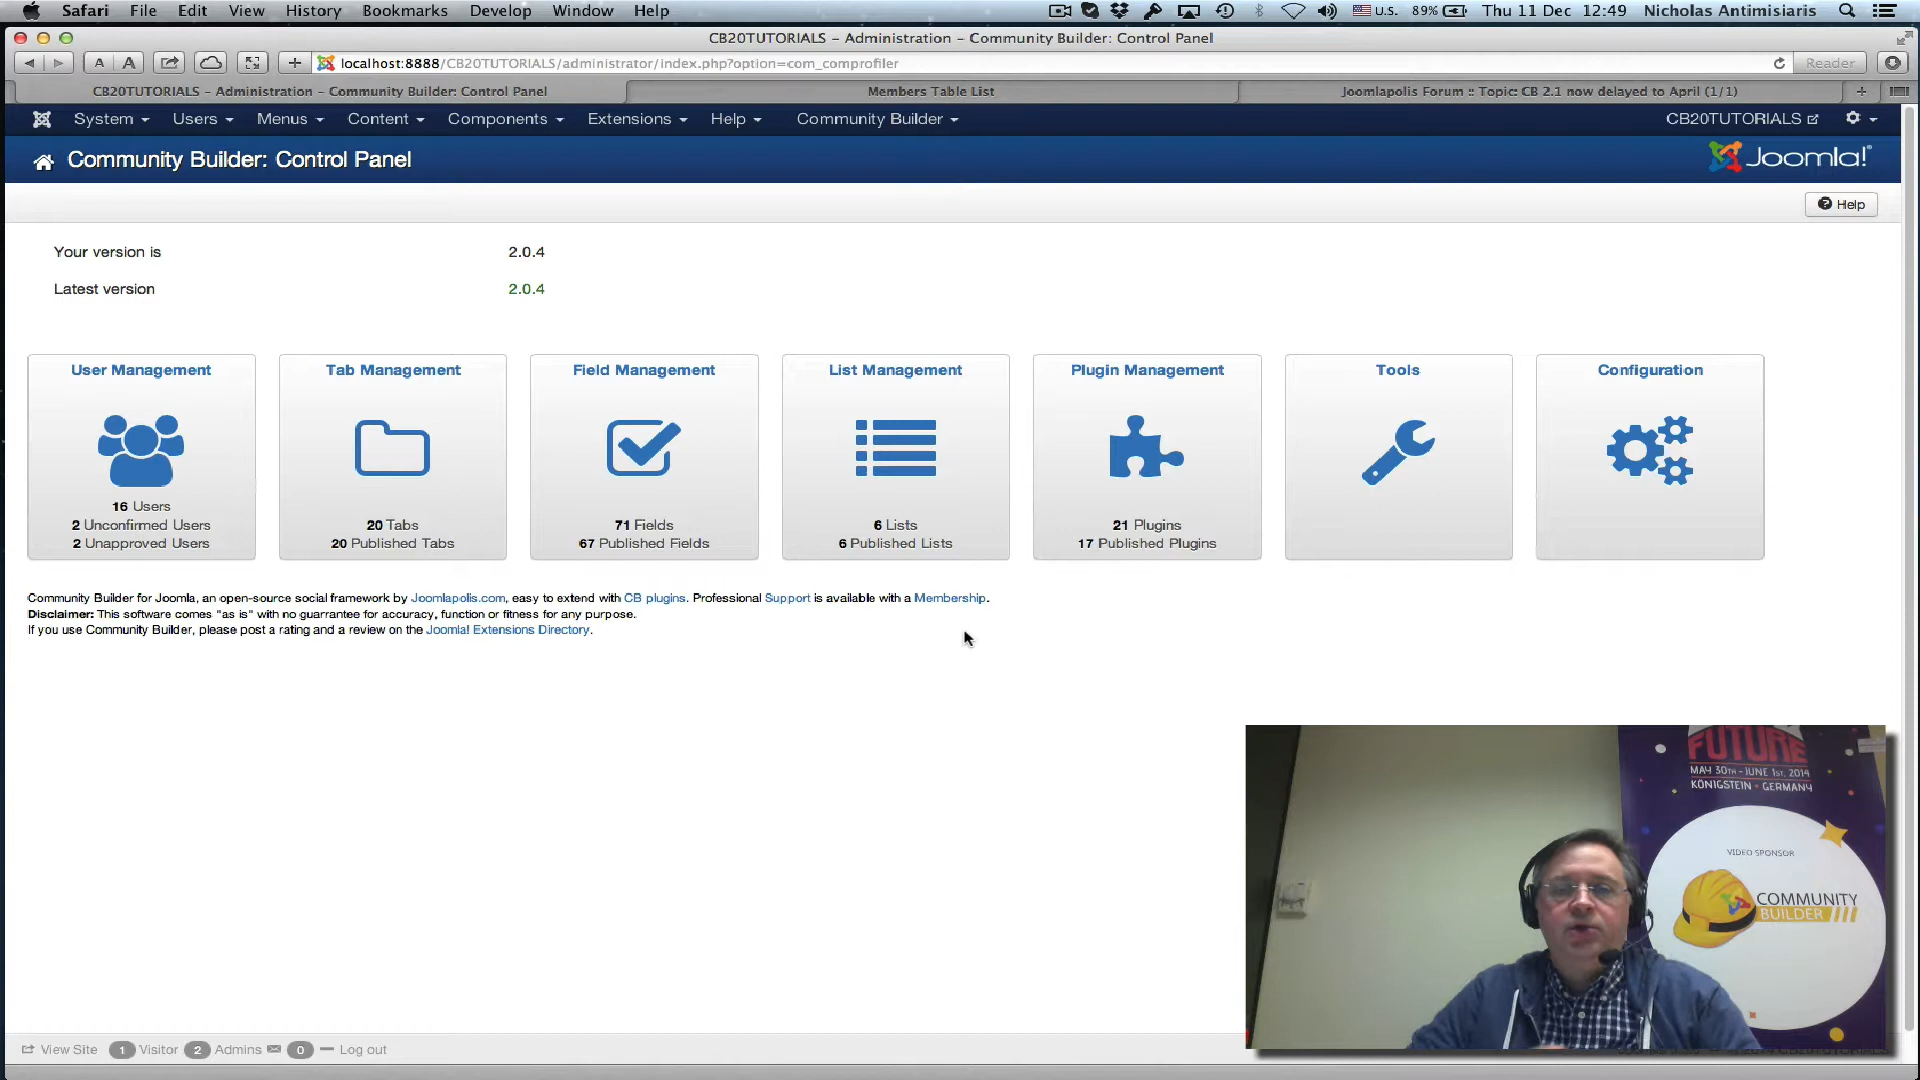 Safari File Edit View History Bookmarks Develop Window Help U.S. 89% Thu 11 Dec 12:49 Nicholas Antimisiaris
CB20TUTORIALS – Administration – Community Builder: Control Panel
A A + localhost:8888/CB20TUTORIALS/administrator/index.php?option=com_comprofiler Reader
CB20TUTORIALS – Administration – Community Builder: Control Panel Members Table List Joomlapolis Forum :: Topic: CB 2.1 now delayed to April (1/1) +
System Users Menus Content Components Extensions Help Community Builder CB20TUTORIALS
Community Builder: Control Panel Joomla!®
Help
Your version is 2.0.4
Latest version 2.0.4
User Management Tab Management Field Management List Management Plugin Management Tools Configuration
16 Users
2 Unconfirmed Users 20 Tabs 71 Fields 6 Lists 21 Plugins
2 Unapproved Users 20 Published Tabs 67 Published Fields 6 Published Lists 17 Published Plugins
Community Builder for Joomla, an open-source social framework by Joomlapolis.com, easy to extend with CB plugins. Professional Support is available with a Membership.
Disclaimer: This software comes "as is" with no guarrantee for accuracy, function or fitness for any purpose.
If you use Community Builder, please post a rating and a review on the Joomla! Extensions Directory.
FUTURE
MAY 30TH - JUNE 1ST, 2014
KÖNIGSTEIN • GERMANY
VIDEO SPONSOR
COMMUNITY
BUILDER
View Site 1 Visitor 2 Admins 0 Log out